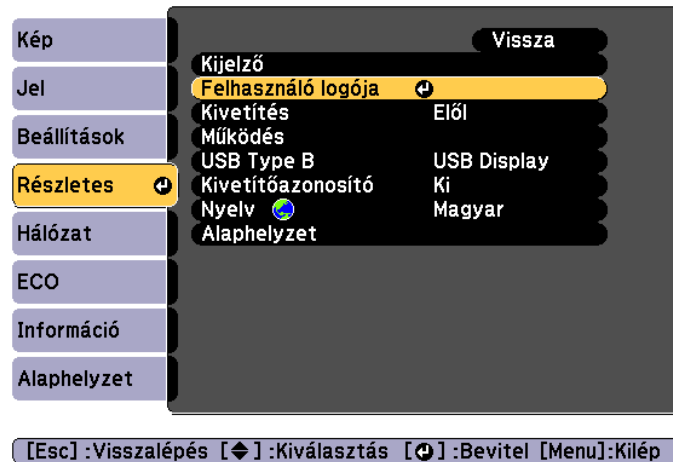 Kép
Jel
Beállítások
Részletes
Hálózat
ECO
Információ
Alaphelyzet
Vissza
Kijelző
Felhasználó logója
Kivetítés Elől
Működés
USB Type B USB Display
Kivetítőazonosító Ki
Nyelv Magyar
Alaphelyzet
[Esc] :Visszalépés [◆] :Kiválasztás [⏎] :Bevitel [Menu]:Kilép